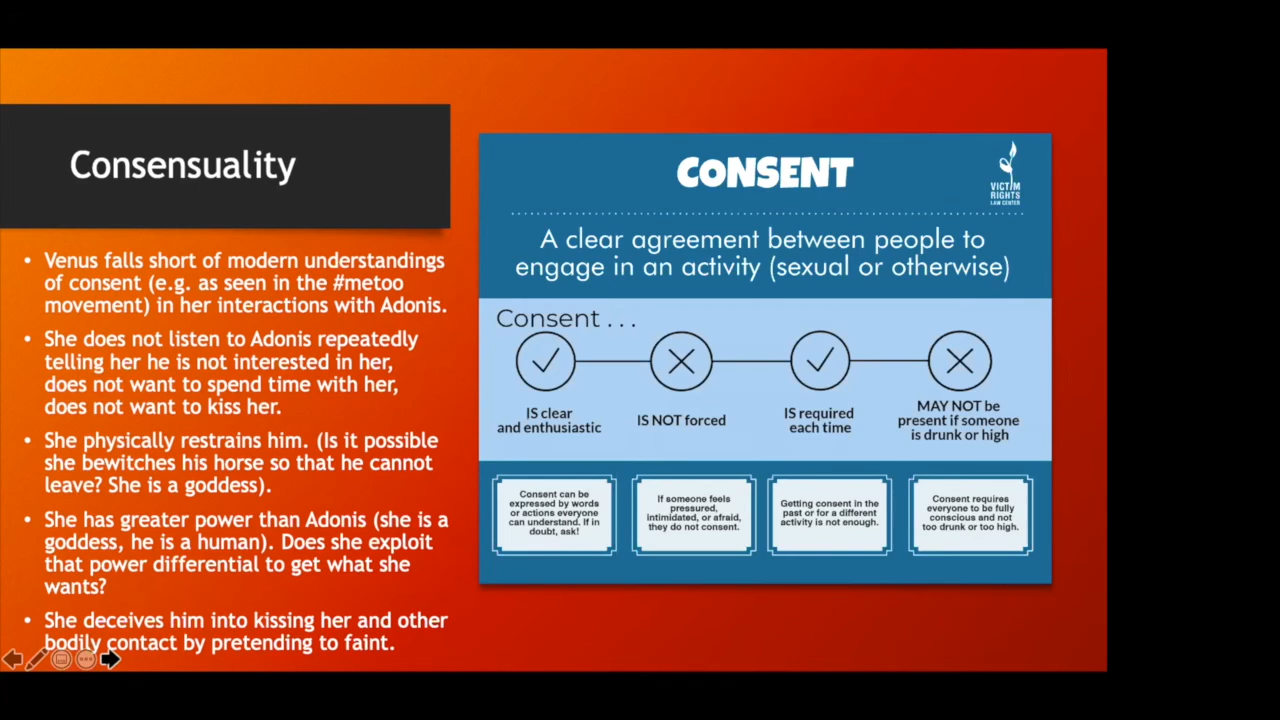 Consensuality
• Venus falls short of modern understandings
of consent (e.g. as seen in the #metoo
movement) in her interactions with Adonis.
• She does not listen to Adonis repeatedly
telling her he is not interested in her,
does not want to spend time with her,
does not want to kiss her.
• She physically restrains him. (Is it possible
she bewitches his horse so that he cannot
leave? She is a goddess).
• She has greater power than Adonis (she is a
goddess, he is a human). Does she exploit
that power differential to get what she
wants?
• She deceives him into kissing her and other
bodily contact by pretending to faint.
CONSENT
VICTIM
RIGHTS
LAW CENTER
A clear agreement between people to
engage in an activity (sexual or otherwise)
Consent . . .
IS clear
and enthusiastic
IS NOT forced
IS required
each time
MAY NOT be
present if someone
is drunk or high
Consent can be
expressed by words
or actions everyone
can understand. If in
doubt, ask!
If someone feels
pressured,
intimidated, or afraid,
they do not consent.
Getting consent in the
past or for a different
activity is not enough.
Consent requires
everyone to be fully
conscious and not
too drunk or too high.